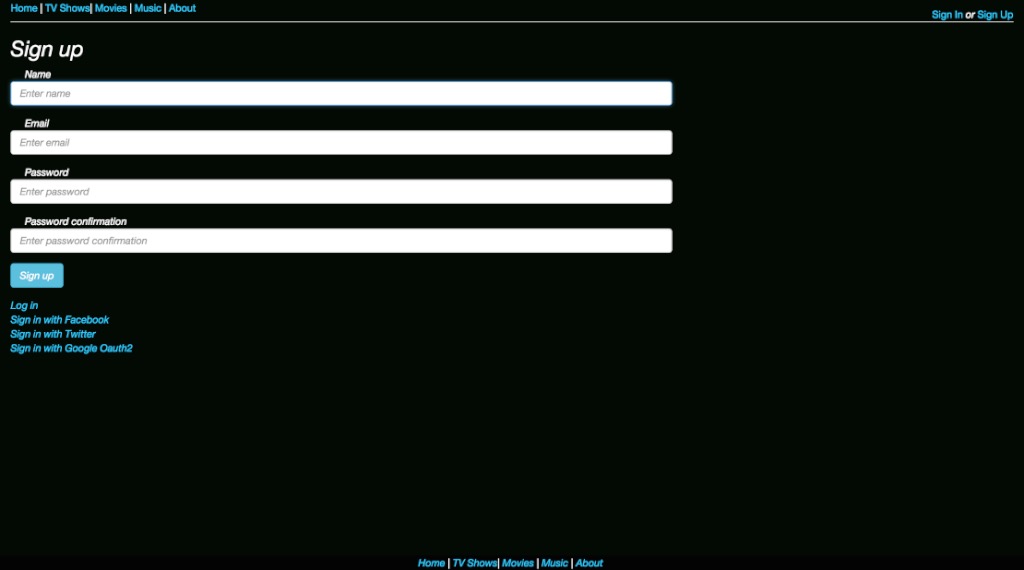 Home | TV Shows| Movies | Music | About
Sign In or Sign Up
Sign up
Name
Enter name
Email
Enter email
Password
Enter password
Password confirmation
Enter password confirmation
Sign up
Log in
Sign in with Facebook
Sign in with Twitter
Sign in with Google Oauth2
Home | TV Shows| Movies | Music | About